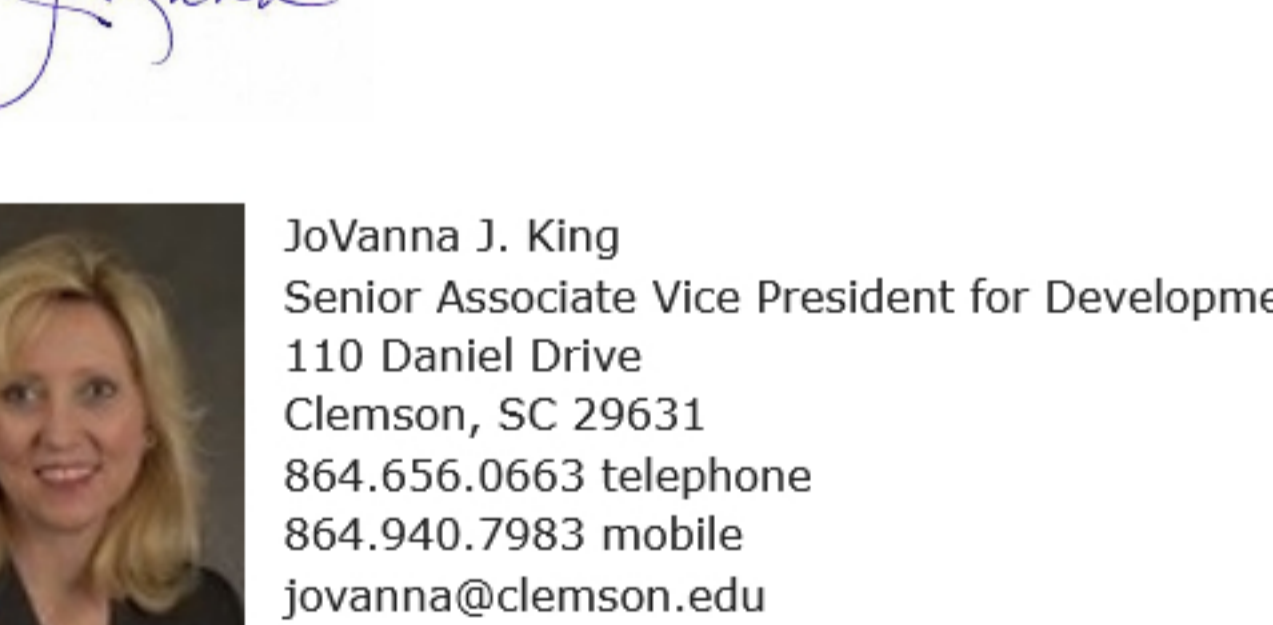 JoVanna J. King
Senior Associate Vice President for Developme
110 Daniel Drive
Clemson, SC 29631
864.656.0663 telephone
864.940.7983 mobile
jovanna@clemson.edu